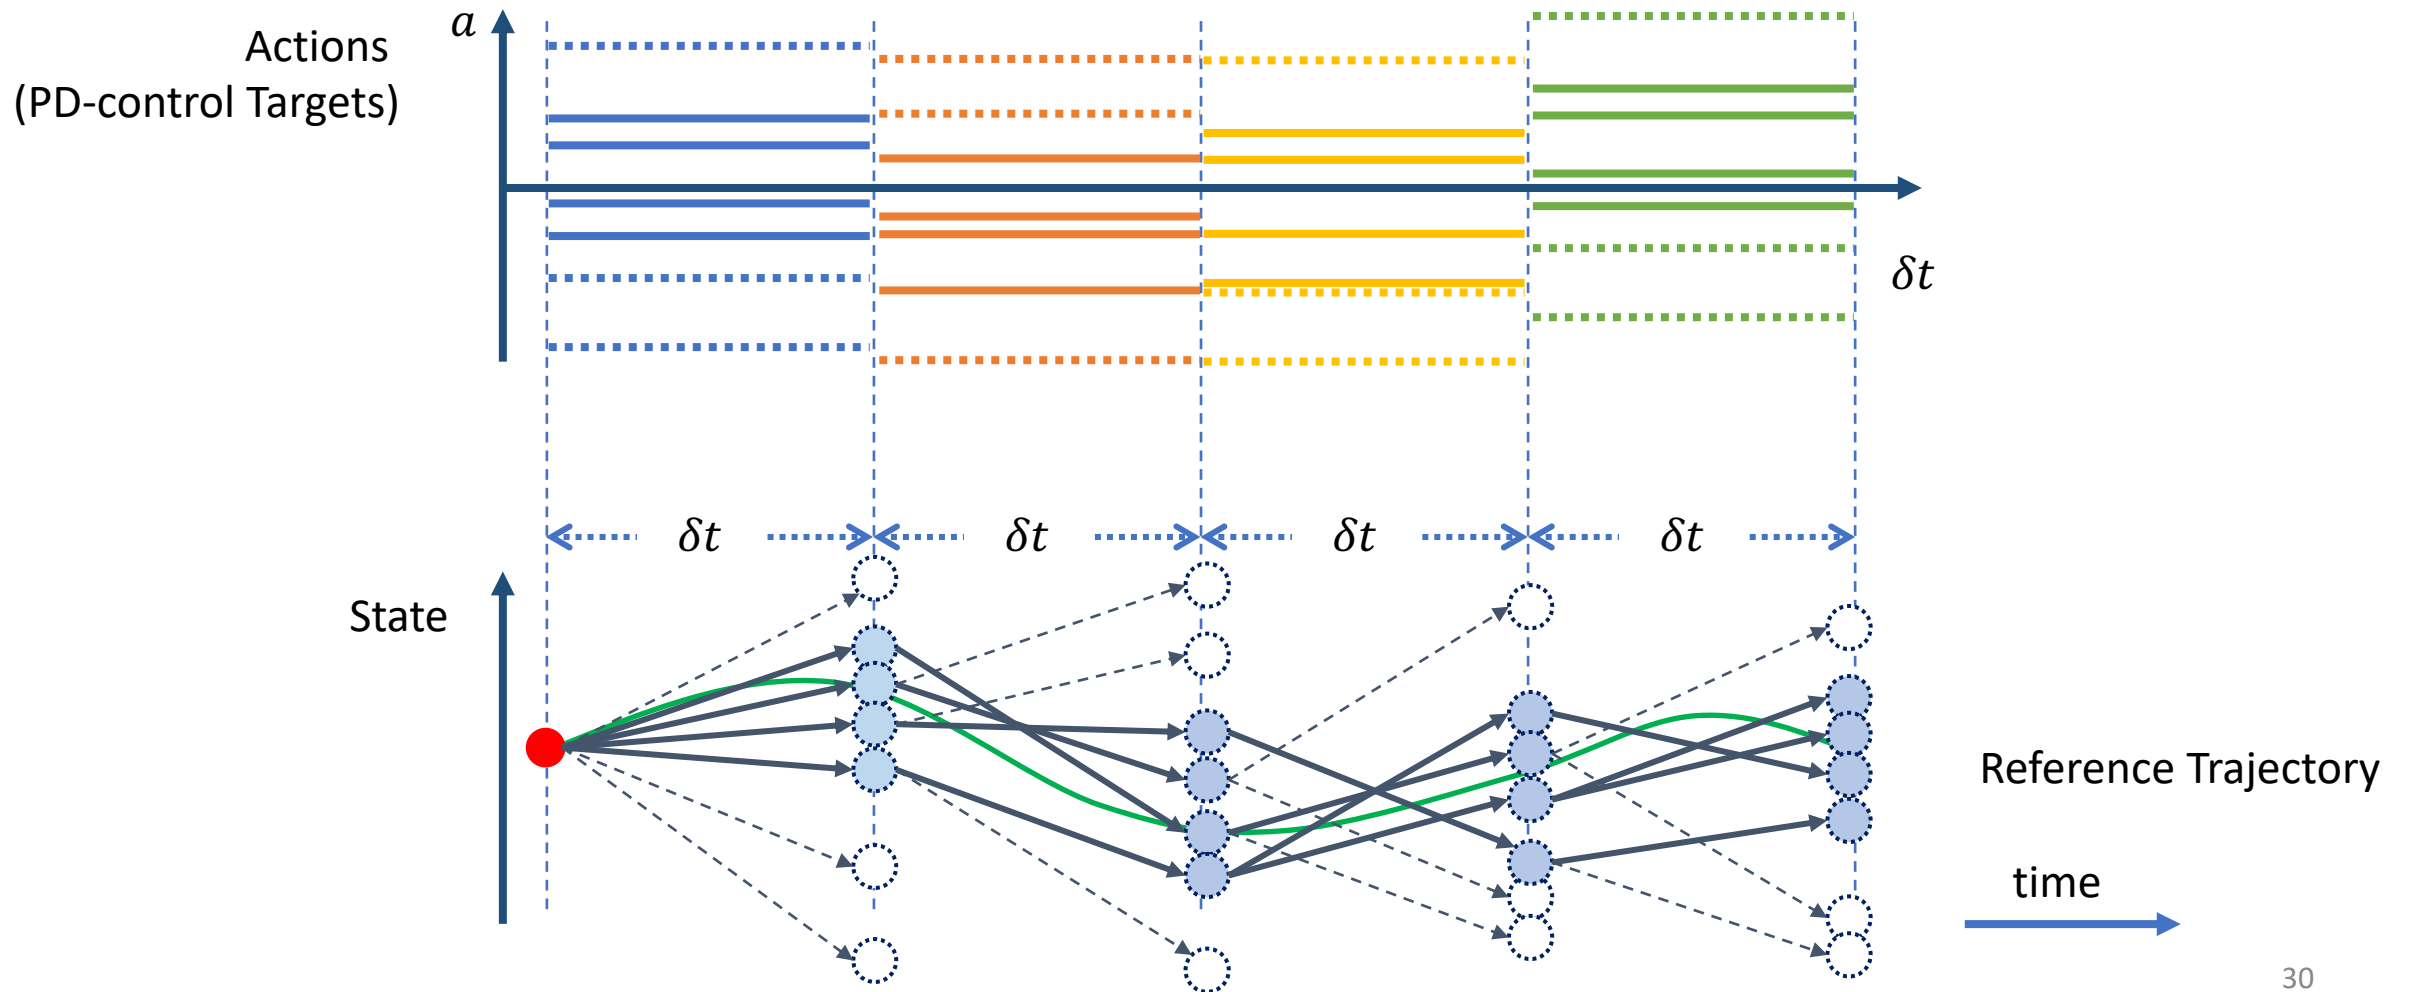 a
Actions
(PD-control Targets)
δt
δt
δt
δt
δt
State
Reference Trajectory
time
30